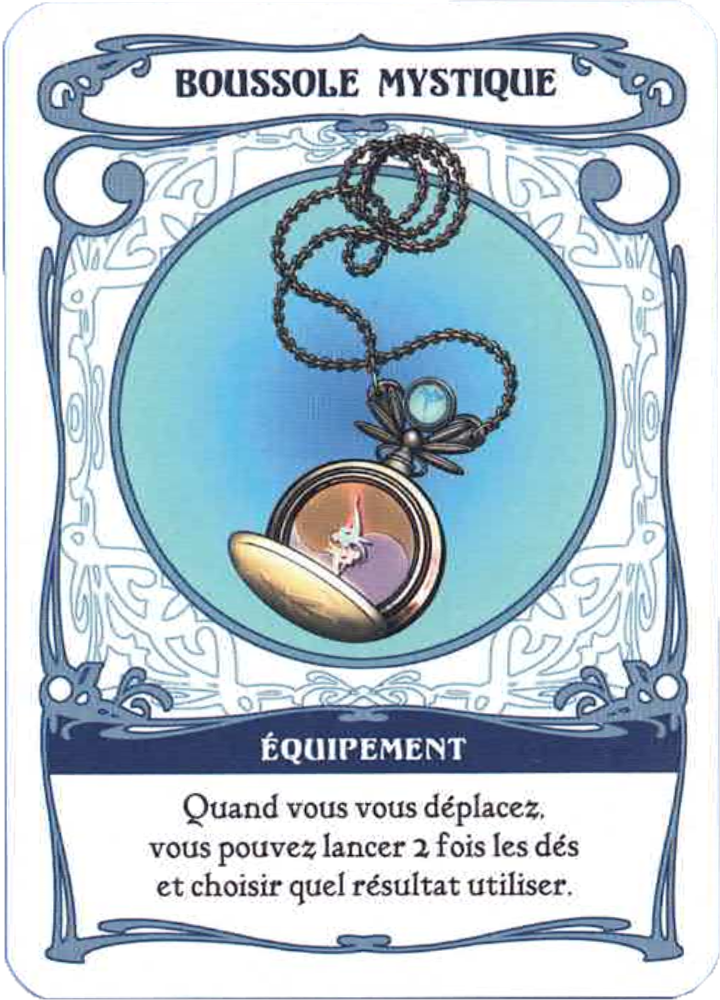 BOUSSOLE MYSTIQUE
ÉQUIPEMENT
Quand vous vous déplacez,
vous pouvez lancer 2 fois les dés
et choisir quel résultat utiliser.